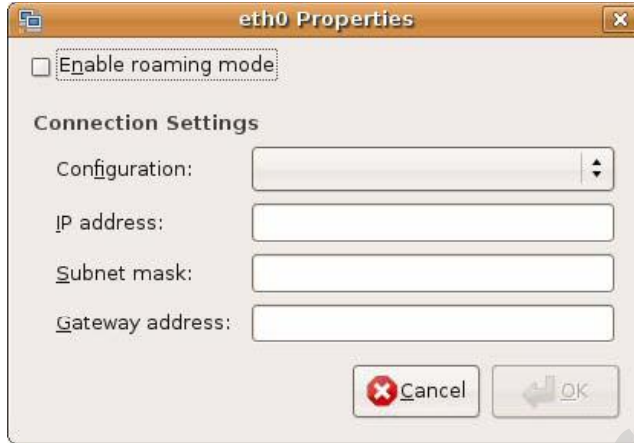 eth0 Properties
Enable roaming mode
Connection Settings
Configuration:
IP address:
Subnet mask:
Gateway address:
Cancel
OK